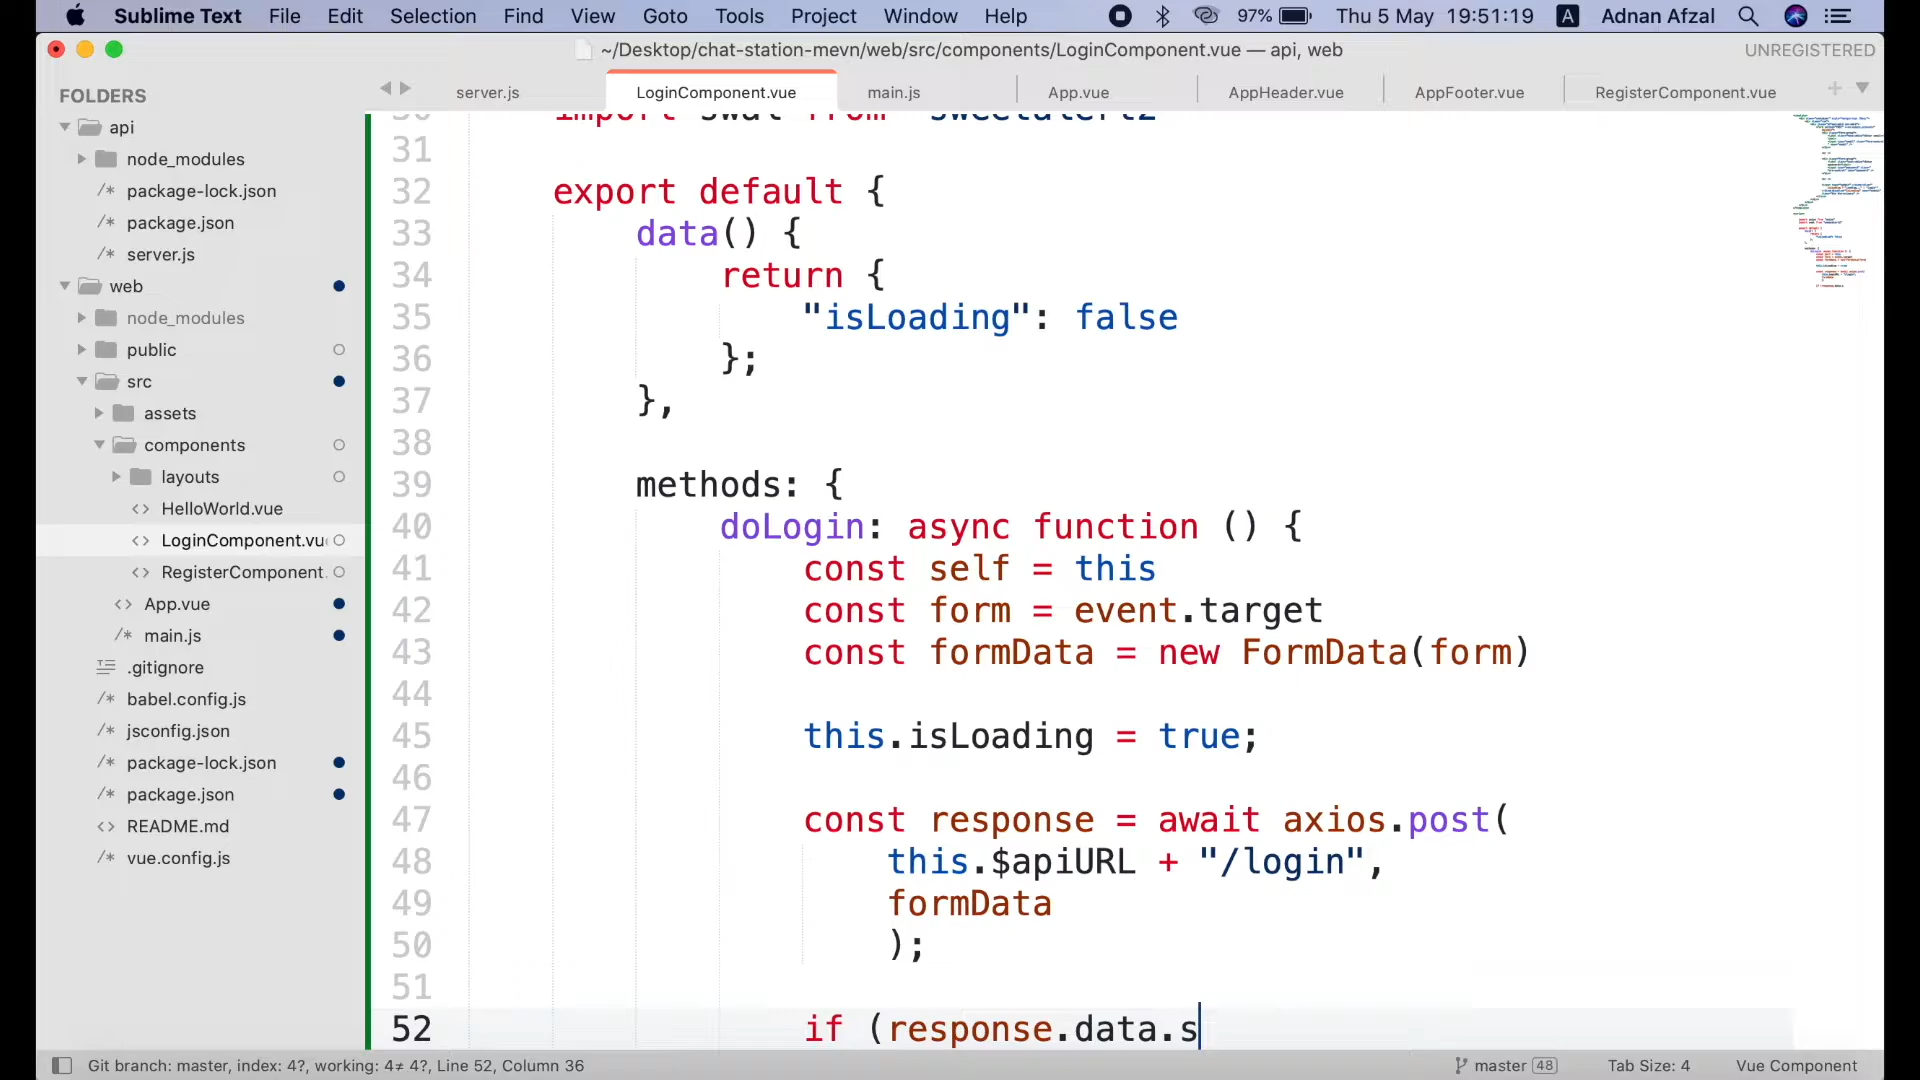 Sublime Text File Edit Selection Find View Goto Tools Project Window Help 97% Thu 5 May 19:51:19 A Adnan Afzal
~/Desktop/chat-station-mevn/web/src/components/LoginComponent.vue — api, web UNREGISTERED
FOLDERS
api
node_modules
package-lock.json
package.json
server.js
web
node_modules
public
src
assets
components
layouts
HelloWorld.vue
LoginComponent.vu
RegisterComponent.
App.vue
main.js
.gitignore
babel.config.js
jsconfig.json
package-lock.json
package.json
README.md
vue.config.js
server.js LoginComponent.vue main.js App.vue AppHeader.vue AppFooter.vue RegisterComponent.vue
30 import swal from "sweetalert2"
31
32 export default {
33 data() {
34 return {
35 "isLoading": false
36 };
37 },
38
39 methods: {
40 doLogin: async function () {
41 const self = this
42 const form = event.target
43 const formData = new FormData(form)
44
45 this.isLoading = true;
46
47 const response = await axios.post(
48 this.$apiURL + "/login",
49 formData
50 );
51
52 if (response.data.s
Git branch: master, index: 4?, working: 4≠ 4?, Line 52, Column 36 master 48 Tab Size: 4 Vue Component